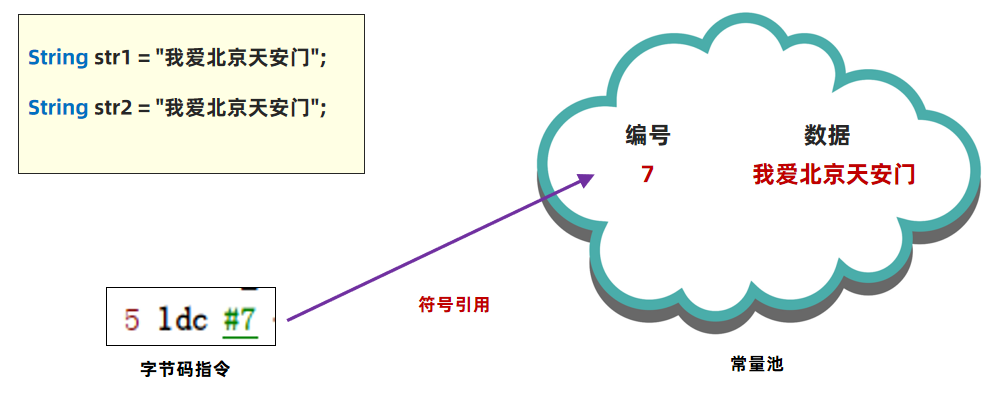 String str1 = "我爱北京天安门";
String str2 = "我爱北京天安门";
编号 数据
7 我爱北京天安门
5 ldc #7
符号引用
字节码指令
常量池